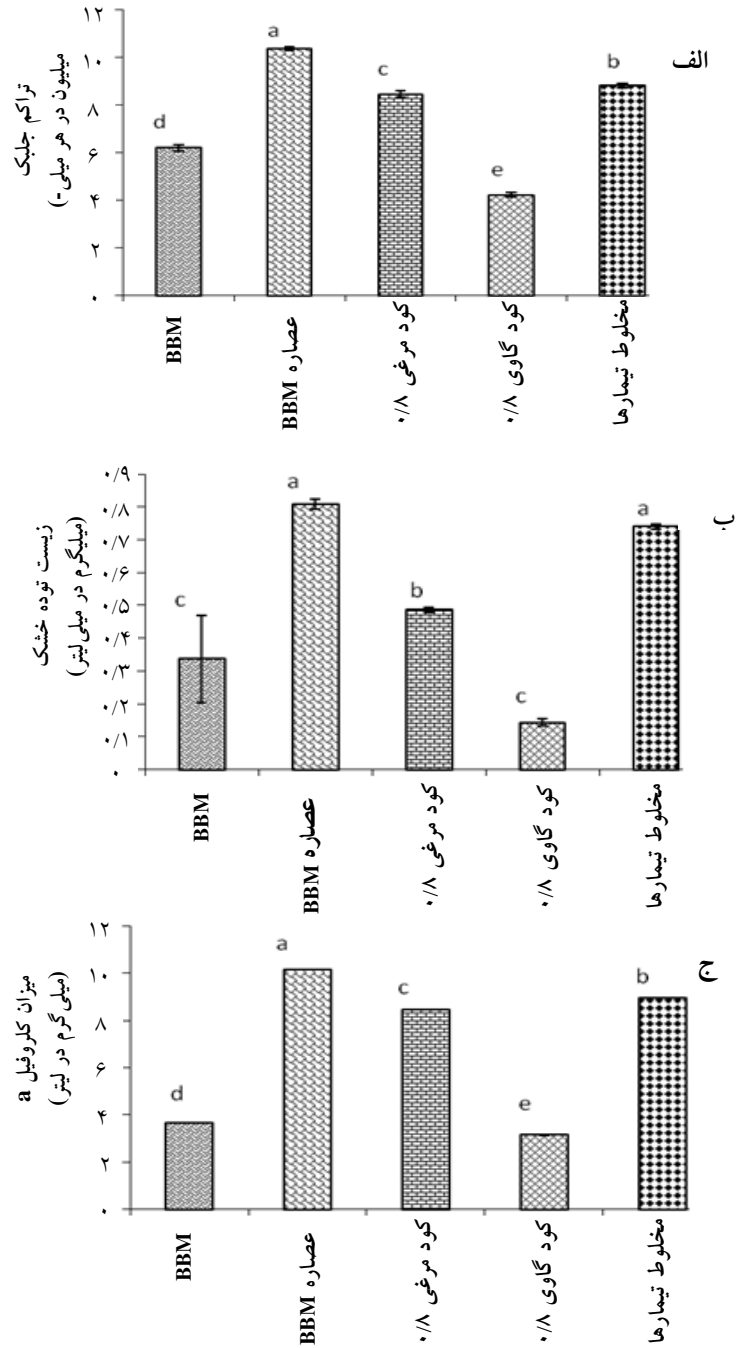 الف
تراکم جلبک
(میلیون در هر میلی-
۱۲
۱۰
۸
۶
۴
۲
۰
d
a
c
e
b
BBM
عصاره BBM
کود مرغی ۰/۸
کود گاوی ۰/۸
مخلوط تیمارها
زیست توده خشک
(میلیگرم در میلی‌لیتر)
۰/۹
۰/۸
۰/۷
۰/۶
۰/۵
۰/۴
۰/۳
۰/۲
۰/۱
۰
c
a
b
c
a
BBM
عصاره BBM
کود مرغی ۰/۸
کود گاوی ۰/۸
مخلوط تیمارها
ج
میزان کلروفیل a
(میلی گرم در لیتر)
۱۲
۱۰
۸
۶
۴
۲
۰
d
a
c
e
b
BBM
عصاره BBM
کود مرغی ۰/۸
کود گاوی ۰/۸
مخلوط تیمارها